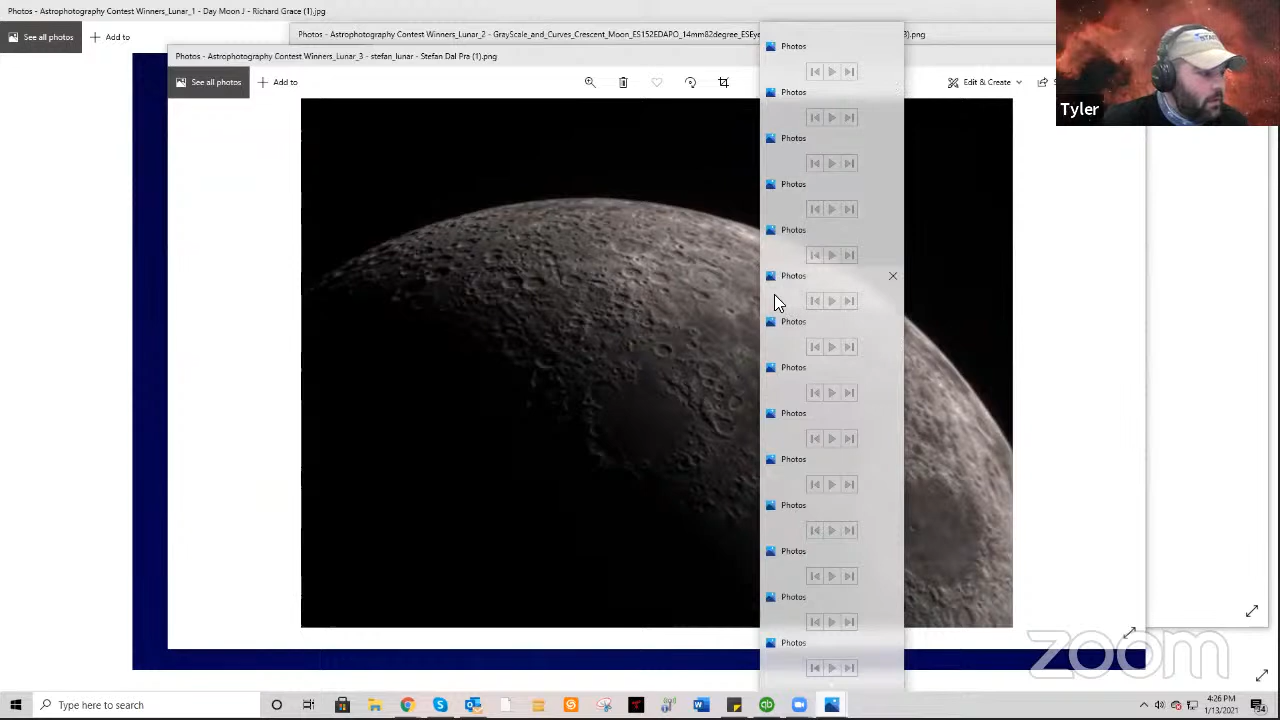 Photos - Astrophotography Contest Winners_Lunar_1 - Day Moon J - Richard Grace (1).jpg
See all photos
Add to
Photos - Astrophotography Contest Winners_Lunar_2 - GrayScale_and_Curves_Crescent_Moon_ES152EDAPO_14mm82degree_ESEye
(3).png
Photos - Astrophotography Contest Winners_Lunar_3 - stefan_lunar - Stefan Dal Pra (1).png
See all photos
Add to
Edit & Create
Tyler
Photos
Photos
Photos
Photos
Photos
Photos
Photos
Photos
Photos
Photos
Photos
Photos
Photos
Photos
zoom
Type here to search
4:26 PM
1/13/2021